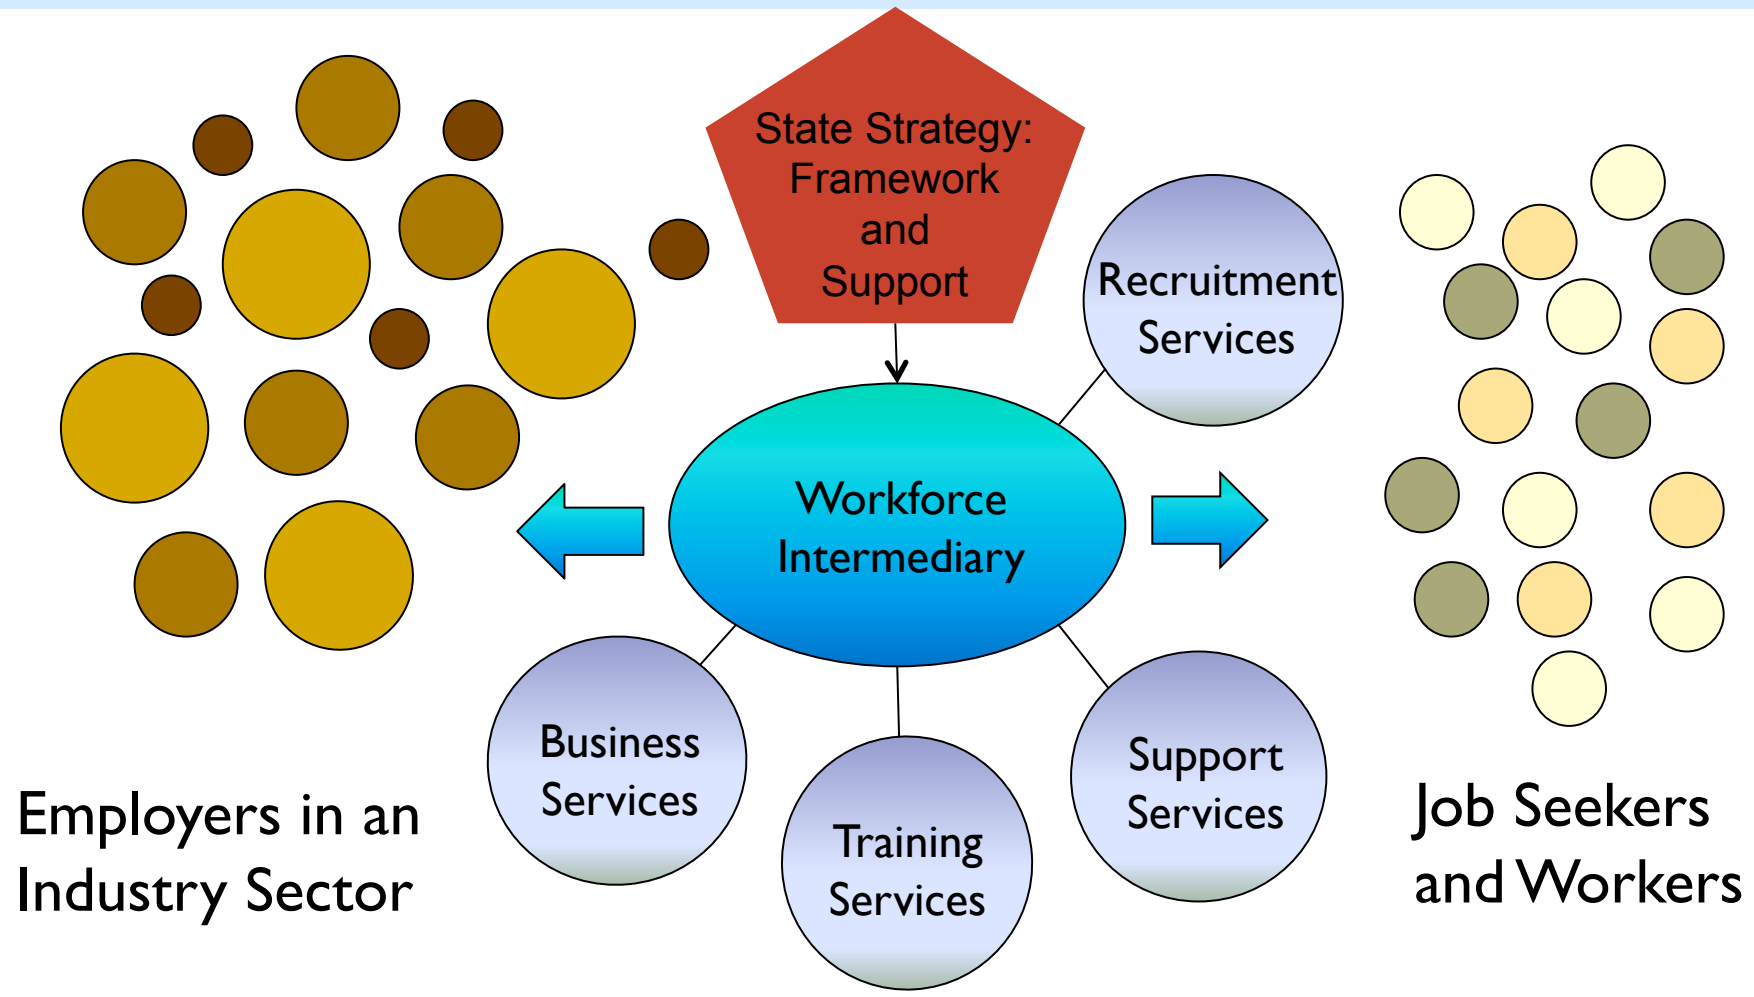 State Strategy:
Framework
and
Support
Recruitment
Services
Workforce
Intermediary
Business
Services
Training
Services
Support
Services
Employers in an
Industry Sector
Job Seekers
and Workers